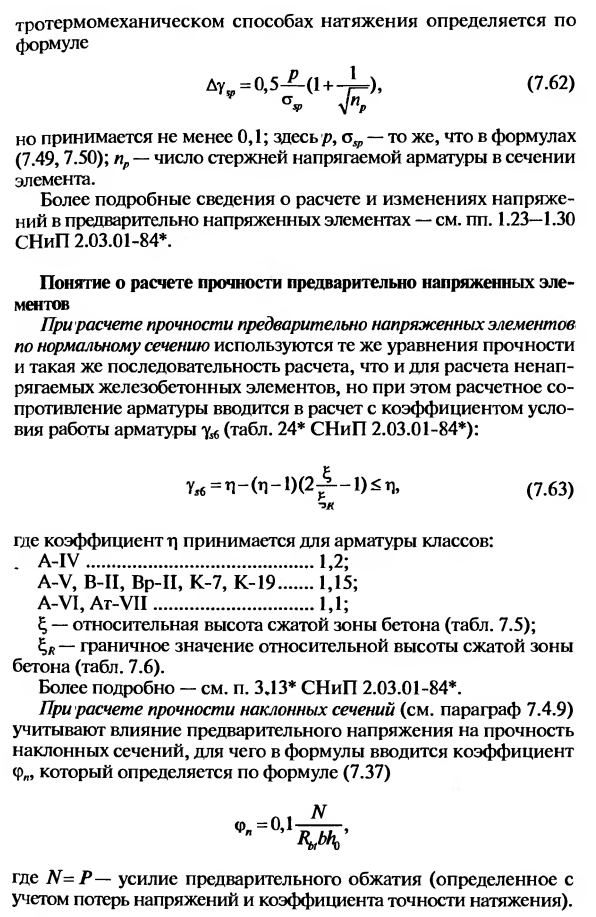 тротермомеханическом способах натяжения определяется по
формуле
Δγ_sp = 0,5 p/σ_sp (1 + 1/√n_p), (7.62)
но принимается не менее 0,1; здесь p, σ_sp — то же, что в формулах
(7.49, 7.50); n_p — число стержней напрягаемой арматуры в сечении
элемента.
Более подробные сведения о расчете и изменениях напряже-
ний в предварительно напряженных элементах — см. пп. 1.23—1.30
СНиП 2.03.01-84*.
Понятие о расчете прочности предварительно напряженных эле-
ментов
При расчете прочности предварительно напряженных элементов
по нормальному сечению используются те же уравнения прочности
и такая же последовательность расчета, что и для расчета ненап-
рягаемых железобетонных элементов, но при этом расчетное со-
противление арматуры вводится в расчет с коэффициентом усло-
вия работы арматуры γ_s6 (табл. 24* СНиП 2.03.01-84*):
γ_s6 = η-(η-1)(2 ξ/ξ_R -1) ≤ η, (7.63)
где коэффициент η принимается для арматуры классов:
А-IV ........................................ 1,2;
А-V, В-II, Вр-II, К-7, К-19....... 1,15;
А-VI, Ат-VII ............................ 1,1;
ξ — относительная высота сжатой зоны бетона (табл. 7.5);
ξ_R — граничное значение относительной высоты сжатой зоны
бетона (табл. 7.6).
Более подробно — см. п. 3.13* СНиП 2.03.01-84*.
При расчете прочности наклонных сечений (см. параграф 7.4.9)
учитывают влияние предварительного напряжения на прочность
наклонных сечений, для чего в формулы вводится коэффициент
φ_n, который определяется по формуле (7.37)
φ_n = 0,1 N/(R_bt bh_0),
где N = P — усилие предварительного обжатия (определенное с
учетом потерь напряжений и коэффициента точности натяжения).